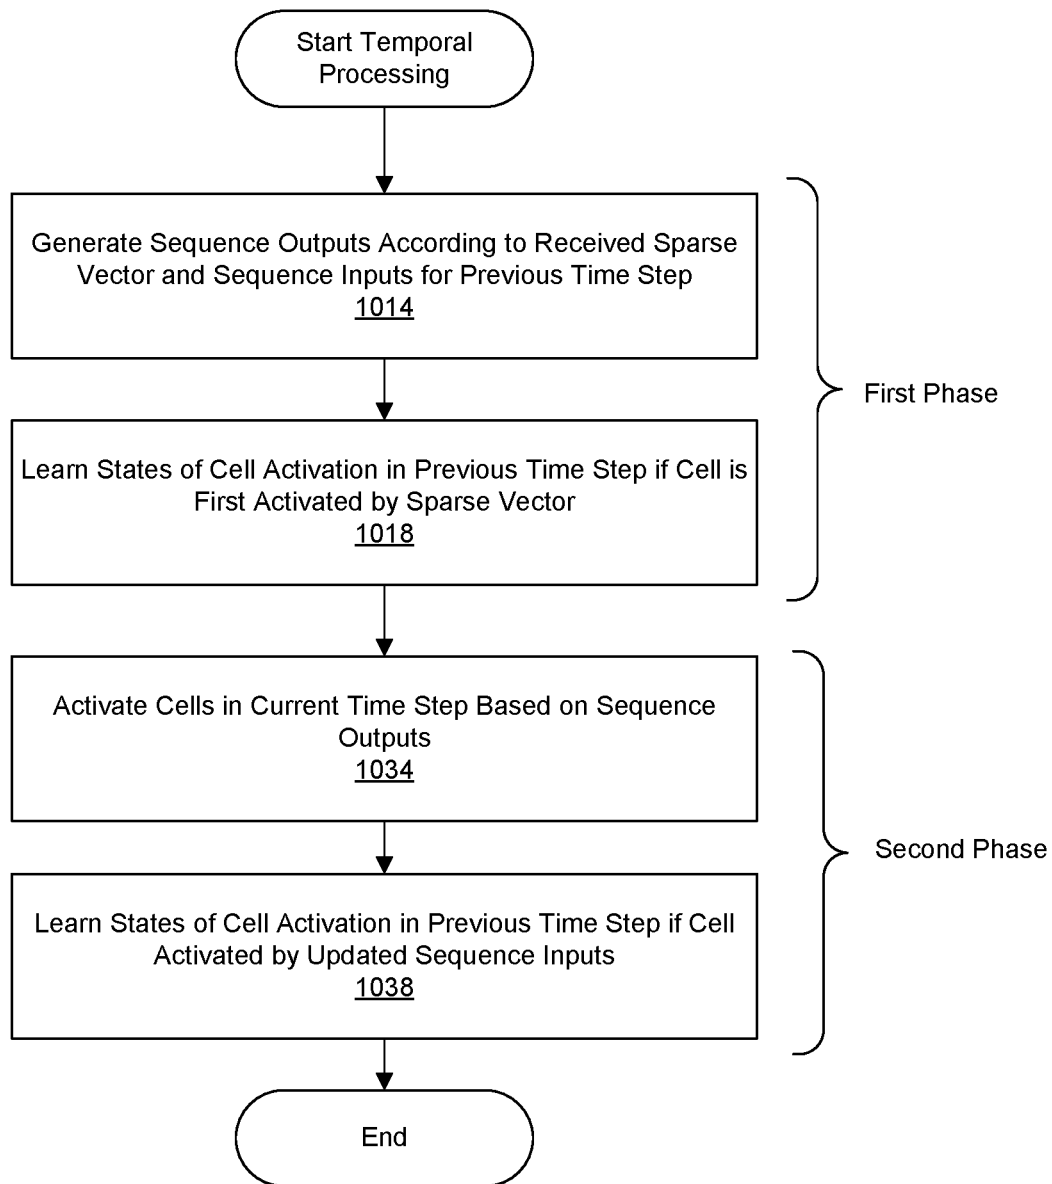 Start Temporal
Processing
Generate Sequence Outputs According to Received Sparse
Vector and Sequence Inputs for Previous Time Step
1014
First Phase
Learn States of Cell Activation in Previous Time Step if Cell is
First Activated by Sparse Vector
1018
Activate Cells in Current Time Step Based on Sequence
Outputs
1034
Second Phase
Learn States of Cell Activation in Previous Time Step if Cell
Activated by Updated Sequence Inputs
1038
End